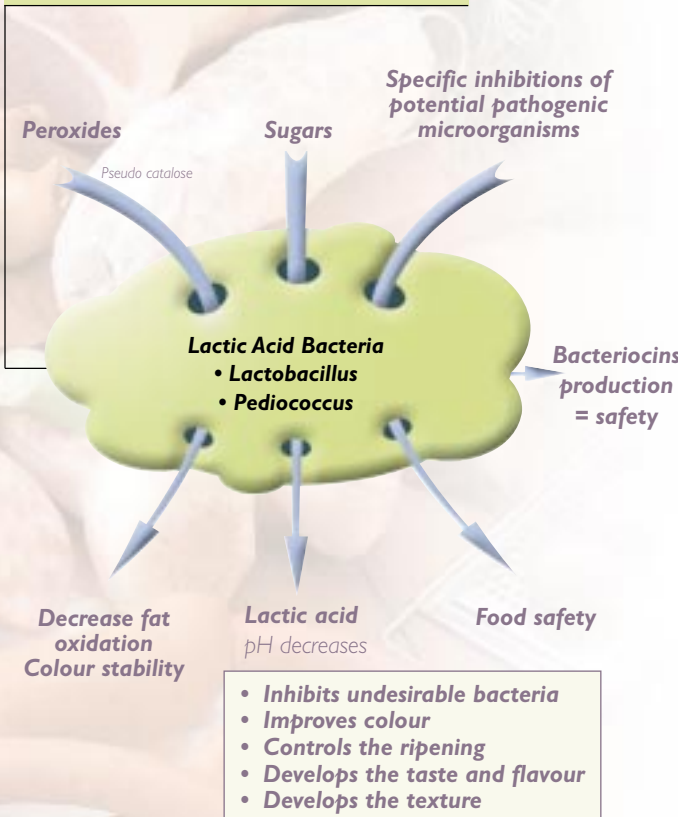 Specific inhibitions of
potential pathogenic
microorganisms
Peroxides
Sugars
Pseudo catalose
Lactic Acid Bacteria
• Lactobacillus
• Pediococcus
Bacteriocins
production
= safety
Decrease fat
oxidation
Colour stability
Lactic acid
pH decreases
Food safety
• Inhibits undesirable bacteria
• Improves colour
• Controls the ripening
• Develops the taste and flavour
• Develops the texture